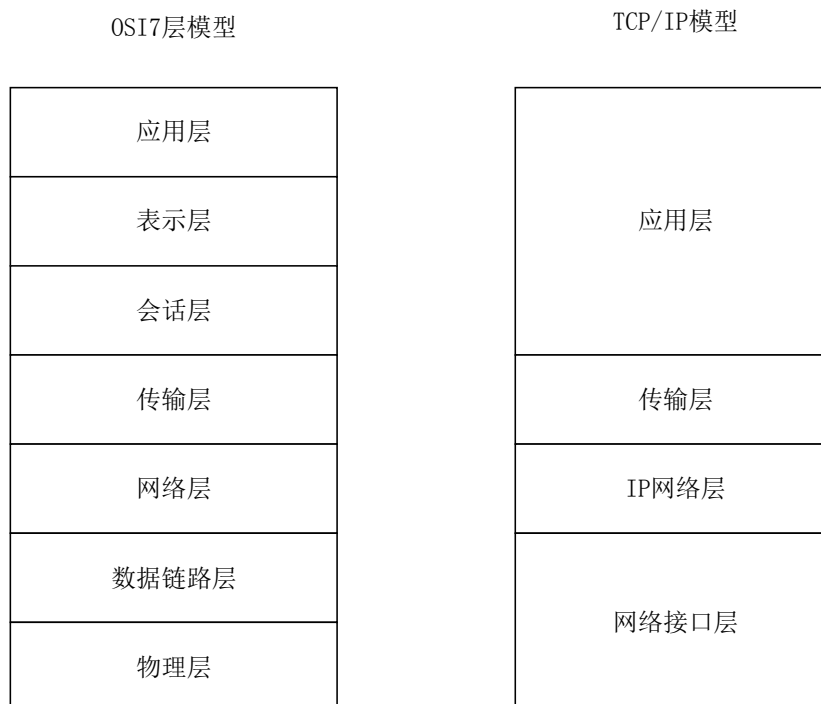 OSI7层模型
应用层
表示层
会话层
传输层
网络层
数据链路层
物理层
TCP/IP模型
应用层
传输层
IP网络层
网络接口层